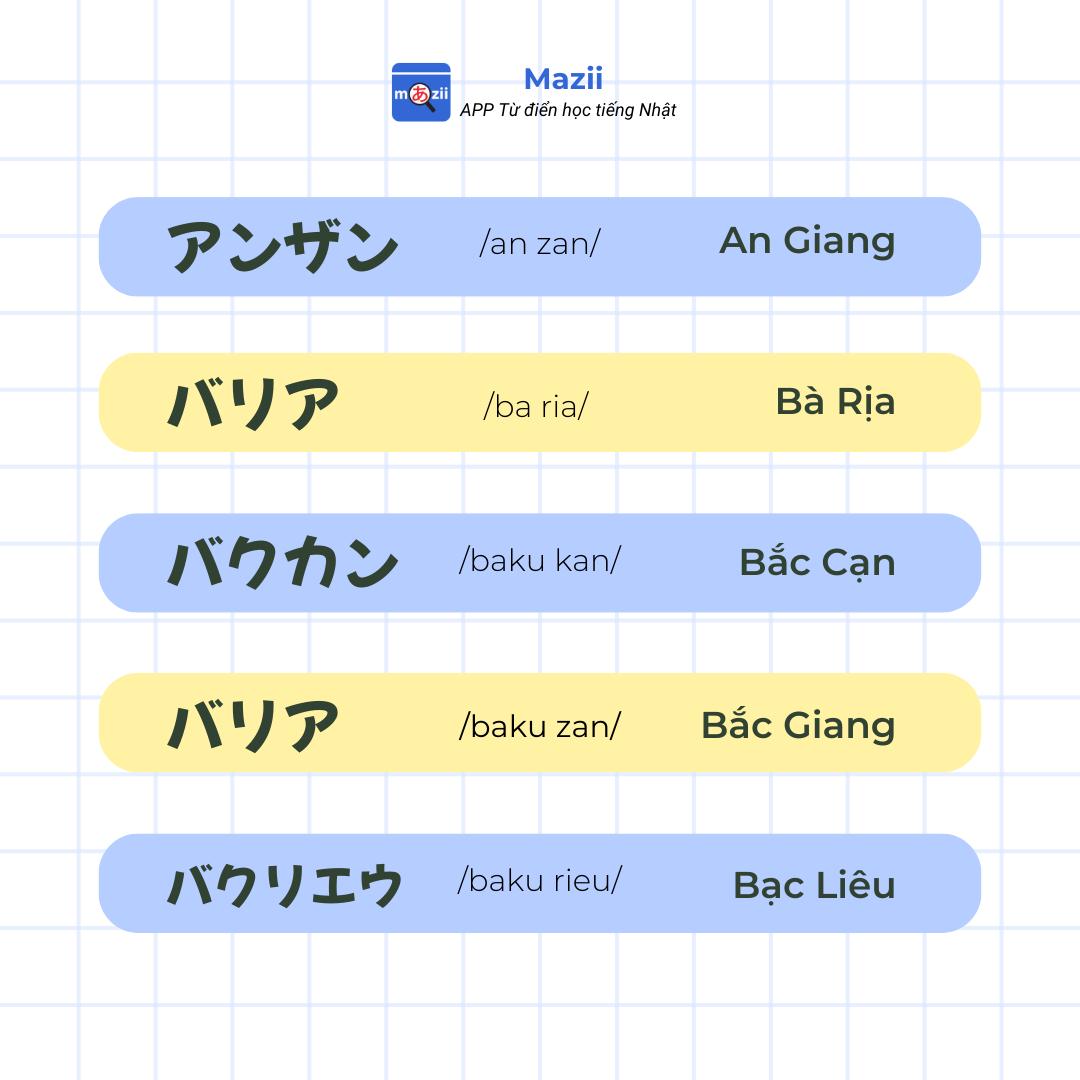 mあzii
Mazii
APP Từ điển học tiếng Nhật
アンザン /an zan/ An Giang
バリア /ba ria/ Bà Rịa
バクカン /baku kan/ Bắc Cạn
バリア /baku zan/ Bắc Giang
バクリエウ /baku rieu/ Bạc Liêu